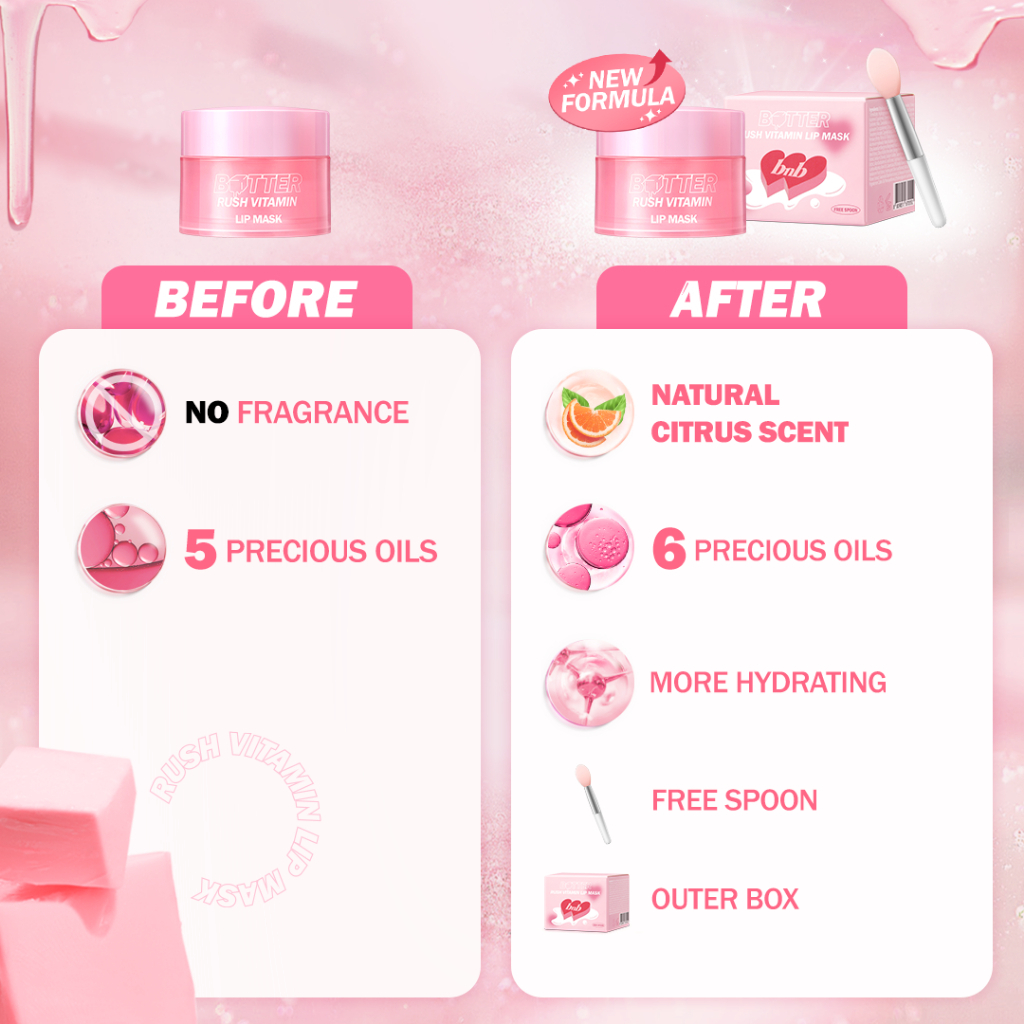 BOTTER
RUSH VITAMIN
LIP MASK
NEW
FORMULA
BOTTER
RUSH VITAMIN
LIP MASK
BOTTER
RUSH VITAMIN LIP MASK
bnb
FREE SPOON
BEFORE
NO FRAGRANCE
5 PRECIOUS OILS
RUSH VITAMIN LIP MASK
AFTER
NATURAL
CITRUS SCENT
6 PRECIOUS OILS
MORE HYDRATING
FREE SPOON
bnb
OUTER BOX